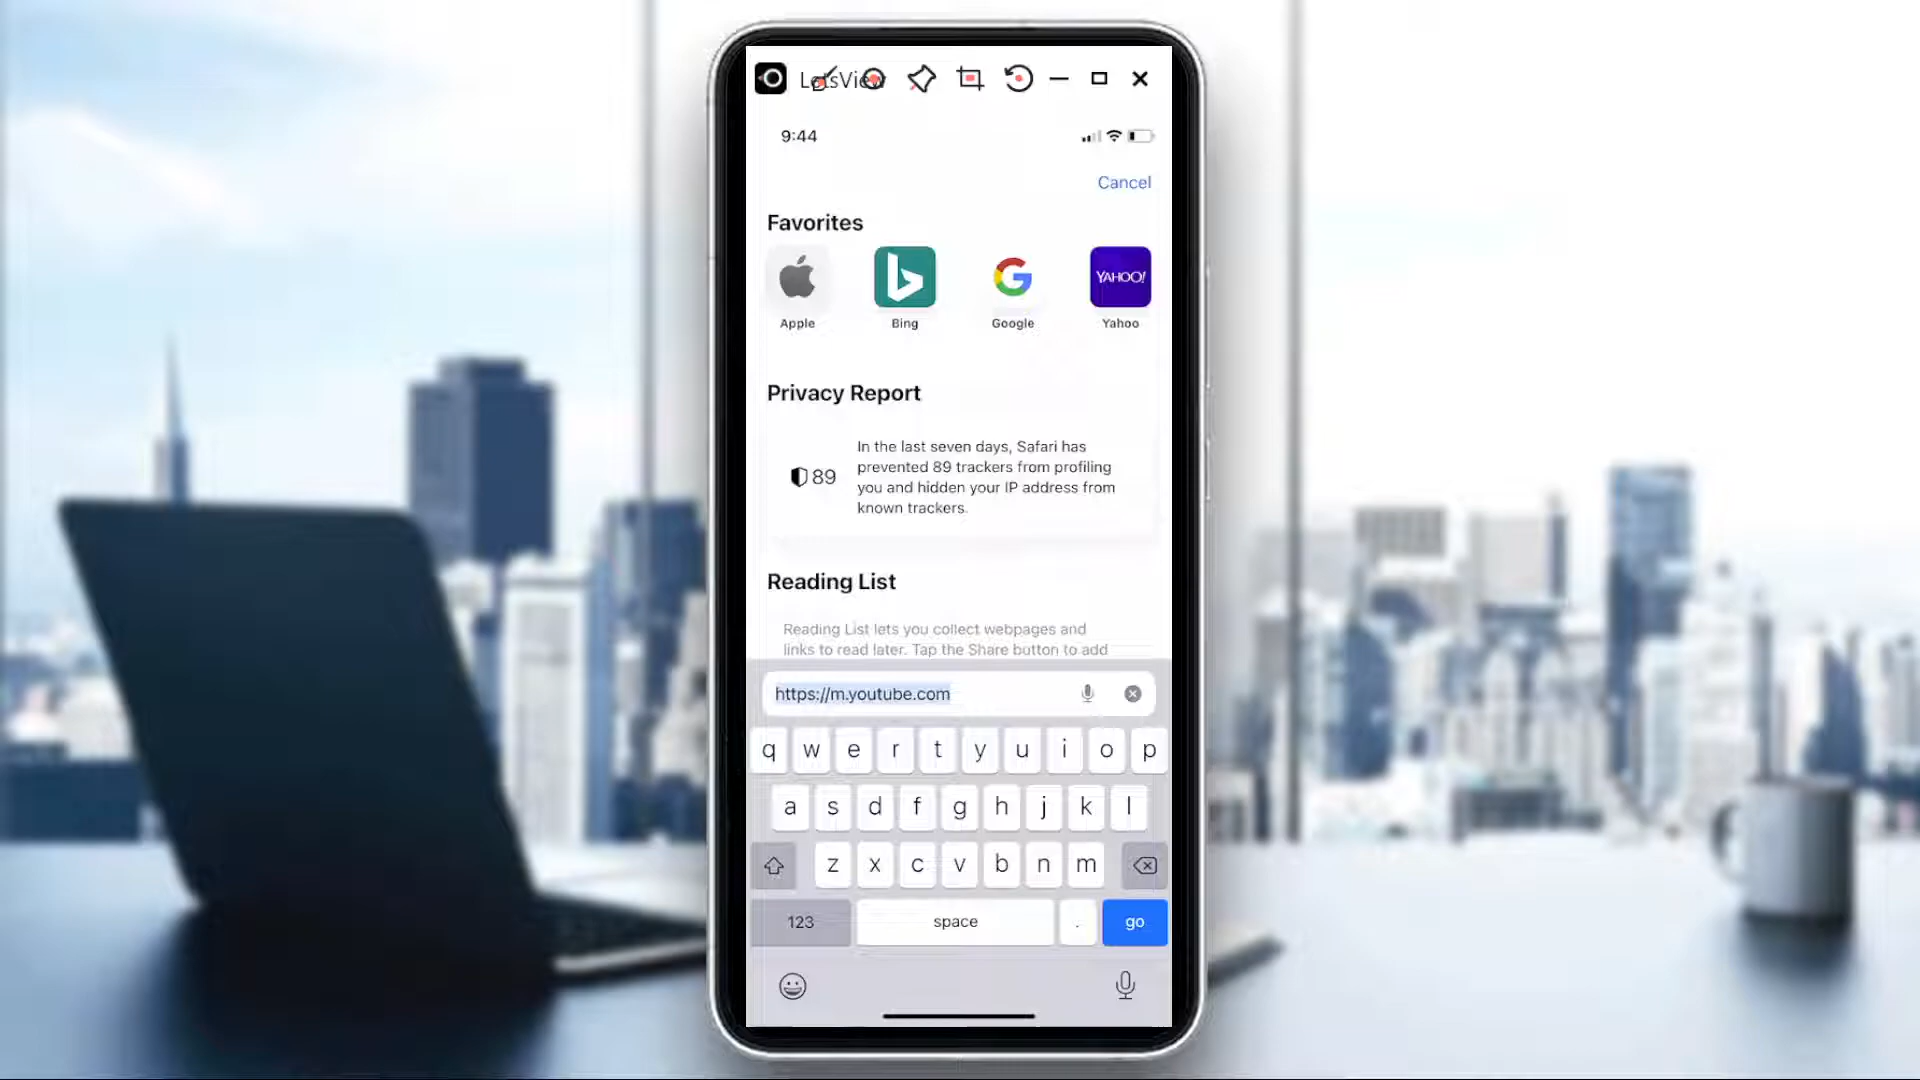 LetsView
9:44
Cancel
Favorites
YAHOO!
Apple Bing Google Yahoo
Privacy Report
89
In the last seven days, Safari has
prevented 89 trackers from profiling
you and hidden your IP address from
known trackers.
Reading List
Reading List lets you collect webpages and
links to read later. Tap the Share button to add
https://m.youtube.com
q w e r t y u i o p
a s d f g h j k l
z x c v b n m
123 space . go